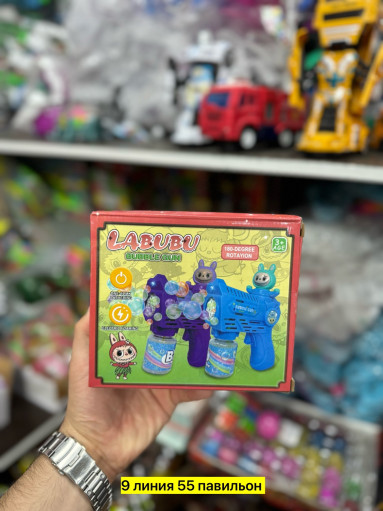 LABUBU
BUBBLE GUN
180-DEGREE
ROTATION
3+
9 линия 55 павильон